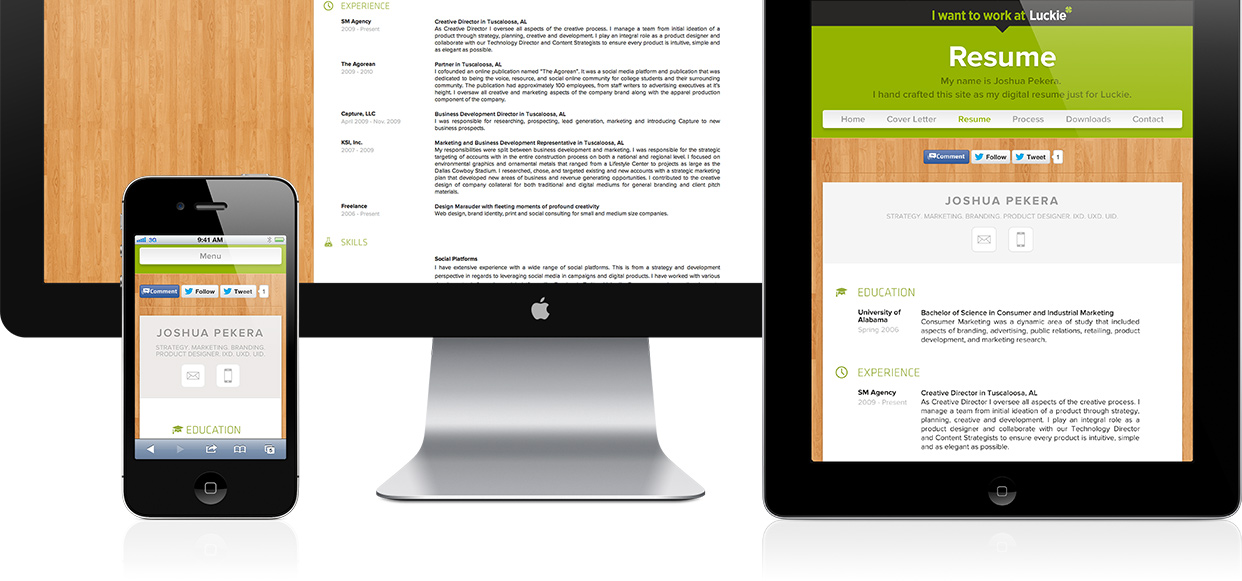 EXPERIENCE
SM Agency
2009 - Present
Creative Director in Tuscaloosa, AL
As Creative Director I oversee all aspects of the creative process. I manage a team from initial ideation of a
product through strategy, planning, creative and development. I play an integral role as a product designer and
collaborate with our Technology Director and Content Strategists to ensure every product is intuitive, simple and
as elegant as possible.
The Agorean
2009 - 2010
Partner in Tuscaloosa, AL
I cofounded an online publication named "The Agorean". It was a social media platform and publication that was
dedicated to being the voice, resource, and social online community for college students and their surrounding
community. The publication had approximately 100 employees, from staff writers to advertising executives at it's
height. I oversaw all creative and marketing aspects of the company brand along with the apparel production
component of the company.
Capture, LLC
April 2009 - Nov. 2009
Business Development Director in Tuscaloosa, AL
I was responsible for researching, prospecting, lead generation, marketing and introducing Capture to new
business prospects.
KSI, Inc.
2007 - 2009
Marketing and Business Development Representative in Tuscaloosa, AL
My responsibilities were split between business development and marketing. I was responsible for the strategic
targeting of accounts with in the entire construction process on both a national and regional level. I focused on
environmental graphics and ornamental metals that ranged from a Lifestyle Center to projects as large as the
Dallas Cowboy Stadium. I researched, chose, and targeted existing and new accounts with a strategic marketing
plan that developed new areas of business and revenue generating opportunities. I contributed to the creative
design of company collateral for both traditional and digital mediums for general branding and client pitch
materials.
Freelance
2006 - Present
Design Marauder with fleeting moments of profound creativity
Web design, brand identity, print and social consulting for small and medium size companies.
SKILLS
Social Platforms
I have extensive experience with a wide range of social platforms. This is from a strategy and development
perspective in regards to leveraging social media in campaigns and digital products. I have worked with various
3G 9:41 AM
Menu
Comment Follow Tweet 1
JOSHUA PEKERA
STRATEGY. MARKETING. BRANDING.
PRODUCT DESIGNER. IXD. UXD. UID.
EDUCATION
I want to work at Luckie
Resume
My name is Joshua Pekera.
I hand crafted this site as my digital resume just for Luckie.
Home Cover Letter Resume Process Downloads Contact
Comment Follow Tweet 1
JOSHUA PEKERA
STRATEGY. MARKETING. BRANDING. PRODUCT DESIGNER. IXD. UXD. UID.
EDUCATION
University of
Alabama
Spring 2006
Bachelor of Science in Consumer and Industrial Marketing
Consumer Marketing was a dynamic area of study that included
aspects of branding, advertising, public relations, retailing, product
development, and marketing research.
EXPERIENCE
SM Agency
2009 - Present
Creative Director in Tuscaloosa, AL
As Creative Director I oversee all aspects of the creative process. I
manage a team from initial ideation of a product through strategy,
planning, creative and development. I play an integral role as a
product designer and collaborate with our Technology Director
and Content Strategists to ensure every product is intuitive, simple
and as elegant as possible.